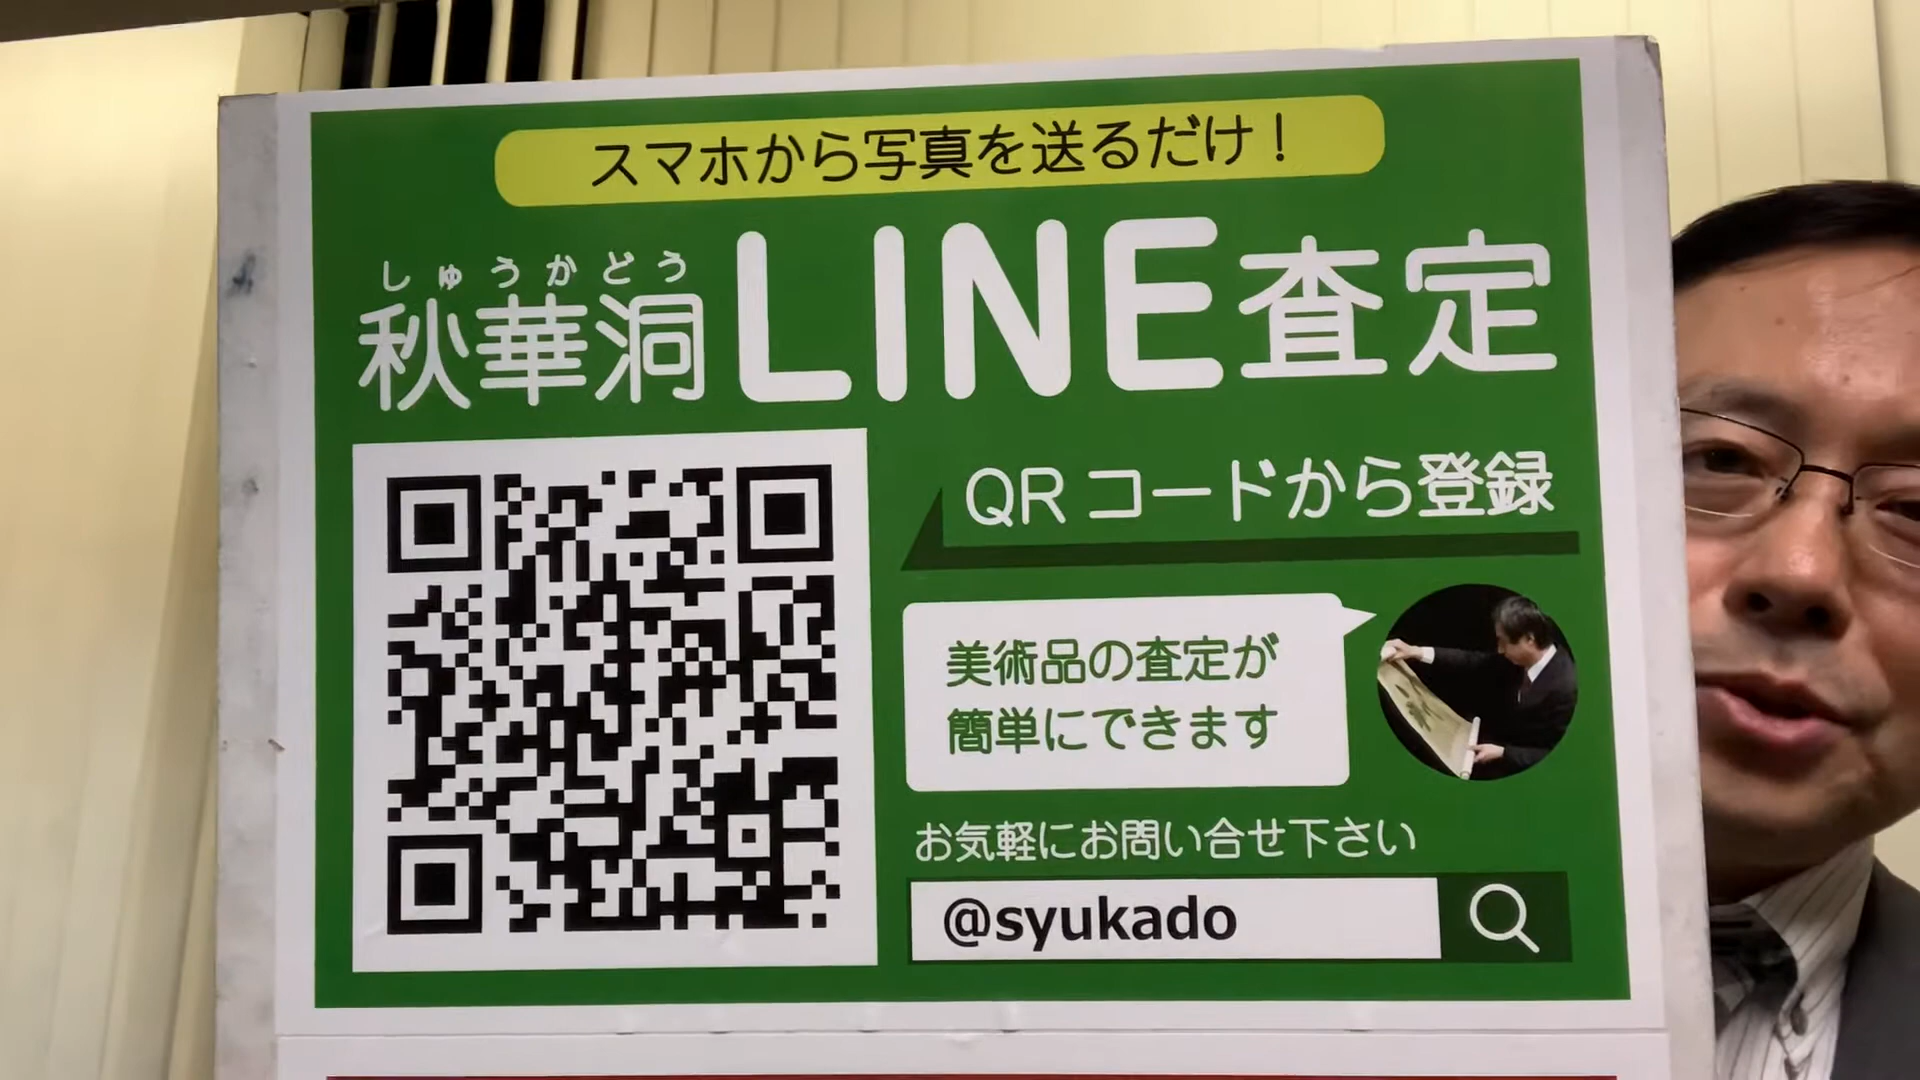 スマホから写真を送るだけ！
しゅうかどう
秋華洞LINE査定
QRコードから登録
美術品の査定が
簡単にできます
お気軽にお問い合せ下さい
@syukado